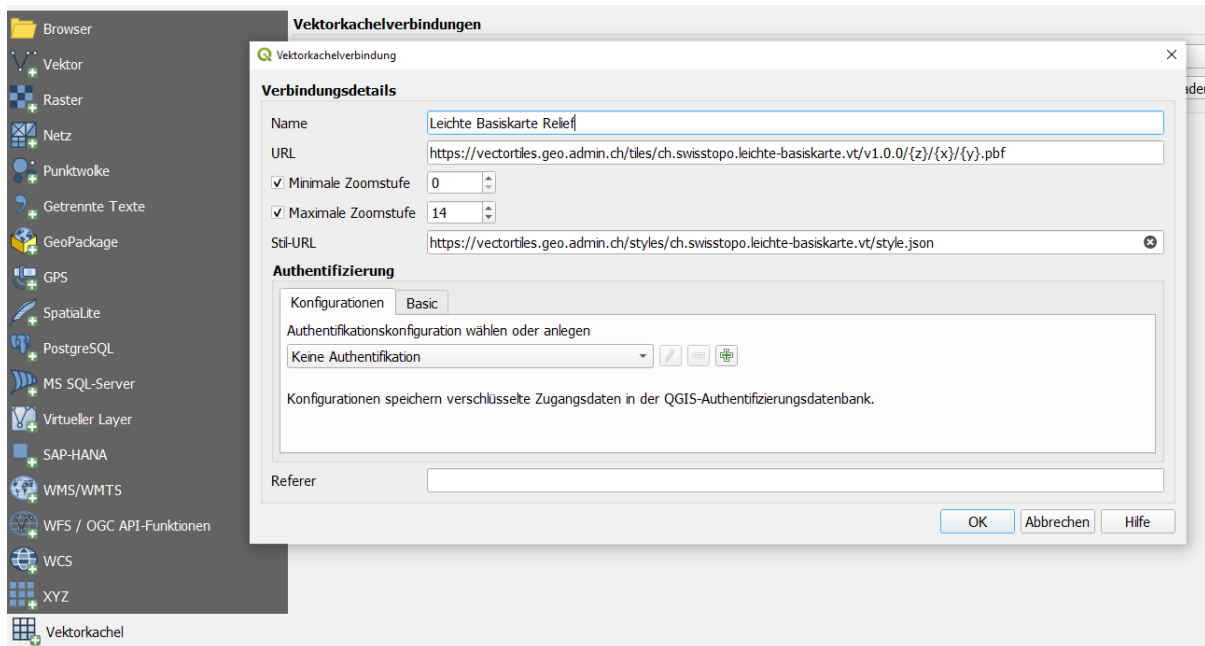 Browser
Vektor
Raster
Netz
Punktwolke
Getrennte Texte
GeoPackage
GPS
SpatiaLite
PostgreSQL
MS SQL-Server
Virtueller Layer
SAP-HANA
WMS/WMTS
WFS / OGC API-Funktionen
WCS
XYZ
Vektorkachel
Vektorkachelverbindungen
Vektorkachelverbindung
Verbindungsdetails
Name Leichte Basiskarte Relief
URL https://vectortiles.geo.admin.ch/tiles/ch.swisstopo.leichte-basiskarte.vt/v1.0.0/{z}/{x}/{y}.pbf
Minimale Zoomstufe 0
Maximale Zoomstufe 14
Stil-URL https://vectortiles.geo.admin.ch/styles/ch.swisstopo.leichte-basiskarte.vt/style.json
Authentifizierung
Konfigurationen Basic
Authentifikationskonfiguration wählen oder anlegen
Keine Authentifikation
Konfigurationen speichern verschlüsselte Zugangsdaten in der QGIS-Authentifizierungsdatenbank.
Referer
OK Abbrechen Hilfe